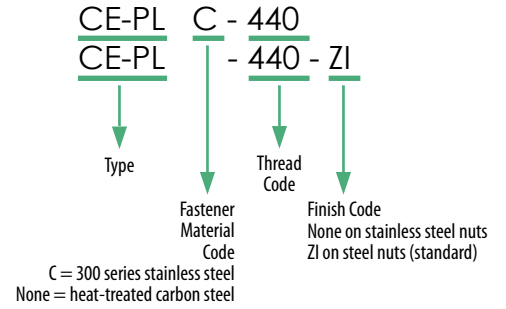 CE-PL C - 440
CE-PL - 440 - ZI
Type
Thread
Code
Fastener
Material
Code
C = 300 series stainless steel
None = heat-treated carbon steel
Finish Code
None on stainless steel nuts
ZI on steel nuts (standard)